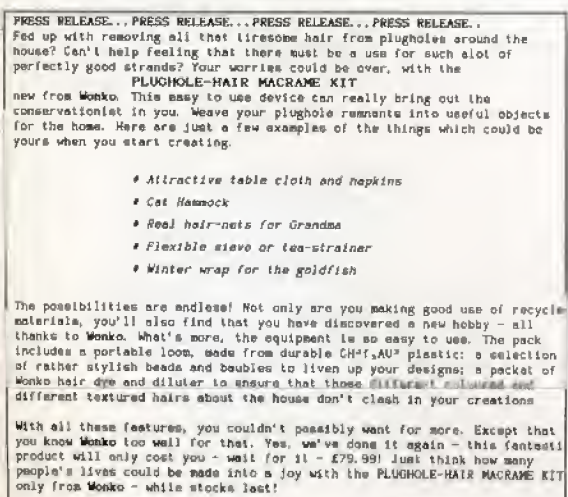 PRESS RELEASE...PRESS RELEASE...PRESS RELEASE...PRESS RELEASE..
Fed up with removing all that tiresome hair from plugholes around the
house? Can't help feeling that there must be a use for such alot of
perfectly good strands? Your worries could be over, with the
PLUGHOLE-HAIR MACRAME KIT
new from Wonko. This easy to use device can really bring out the
conservationist in you. Weave your plughole remnants into useful objects
for the home. Here are just a few examples of the things which could be
yours when you start creating.
# Attractive table cloth and napkins
# Cat Hammock
# Real hair-nets for Grandma
# Flexible sieve or tea-strainer
# Winter wrap for the goldfish
The possibilities are endless! Not only are you making good use of recycle
materials, you'll also find that you have discovered a new hobby - all
thanks to Wonko. What's more, the equipment is so easy to use. The pack
includes a portable loom, made from durable plastic; a selection
of rather stylish beads and baubles to liven up your designs; a packet of
Wonko hair dye and diluter to ensure that those different coloured and
different textured hairs about the house don't clash in your creations
With all these features, you couldn't possibly want for more. Except that
you know Wonko too well for that. Yes, we've done it again - this fantasti
product will only cost you - wait for it - £79.99! Just think how many
people's lives could be made into a joy with the PLUGHOLE-HAIR MACRAME KIT
only from Wonko - while stocks last!